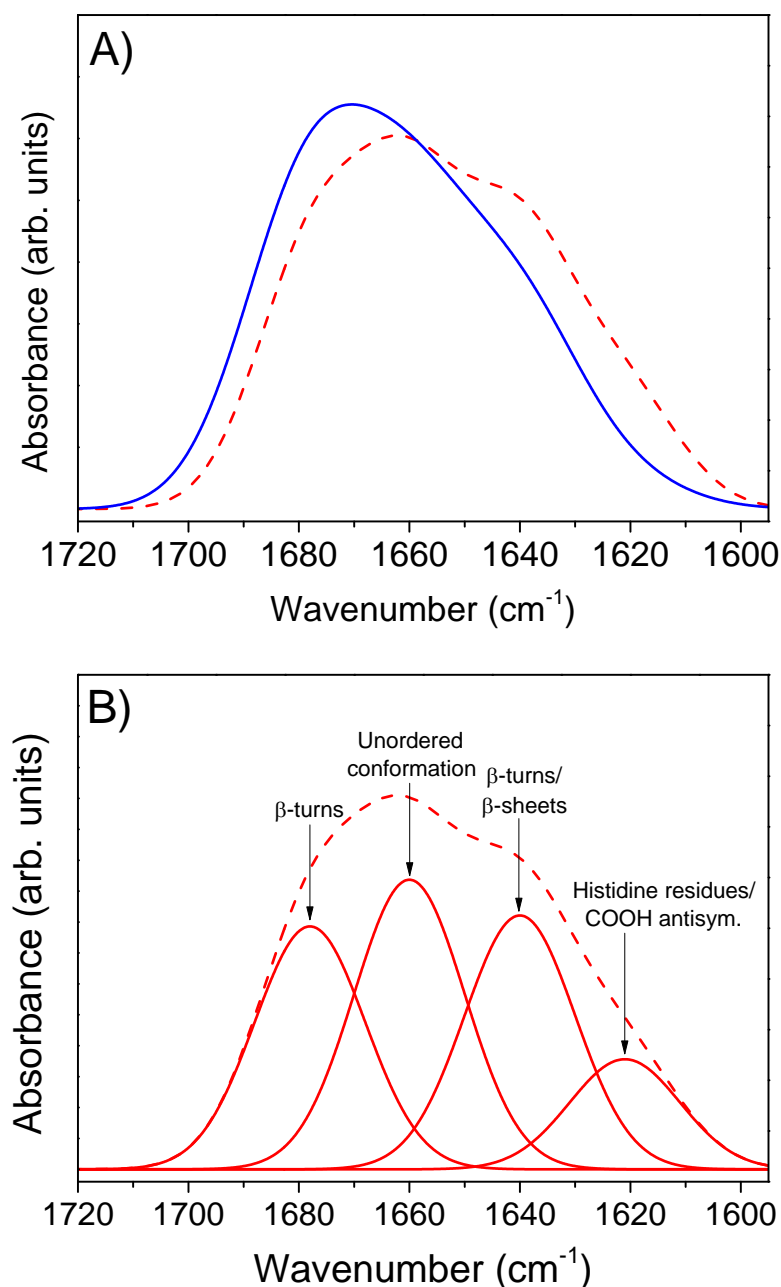 A)
Absorbance (arb. units)
1720 1700 1680 1660 1640 1620 1600
Wavenumber (cm⁻¹)
B)
Unordered
conformation
β-turns/
β-sheets
β-turns
Histidine residues/
COOH antisym.
Absorbance (arb. units)
1720 1700 1680 1660 1640 1620 1600
Wavenumber (cm⁻¹)